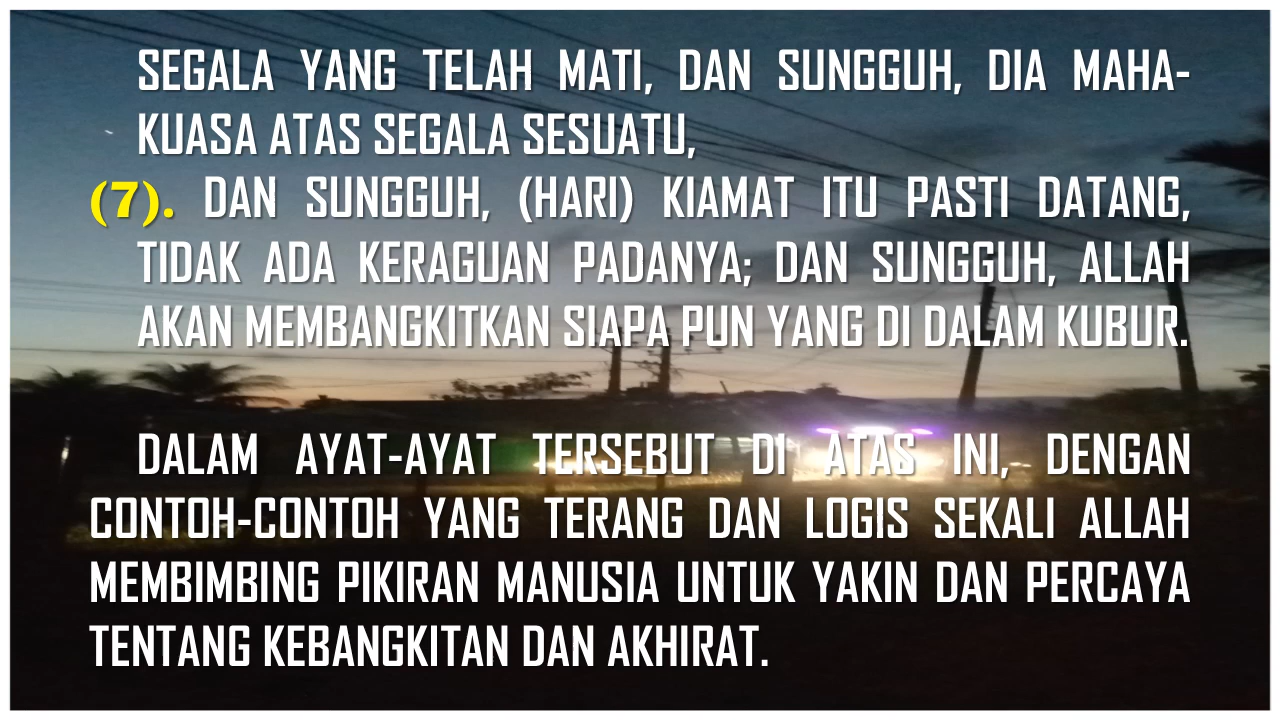 SEGALA YANG TELAH MATI, DAN SUNGGUH, DIA MAHA-
KUASA ATAS SEGALA SESUATU,
(7). DAN SUNGGUH, (HARI) KIAMAT ITU PASTI DATANG,
TIDAK ADA KERAGUAN PADANYA; DAN SUNGGUH, ALLAH
AKAN MEMBANGKITKAN SIAPA PUN YANG DI DALAM KUBUR.
DALAM AYAT-AYAT TERSEBUT DI ATAS INI, DENGAN
CONTOH-CONTOH YANG TERANG DAN LOGIS SEKALI ALLAH
MEMBIMBING PIKIRAN MANUSIA UNTUK YAKIN DAN PERCAYA
TENTANG KEBANGKITAN DAN AKHIRAT.